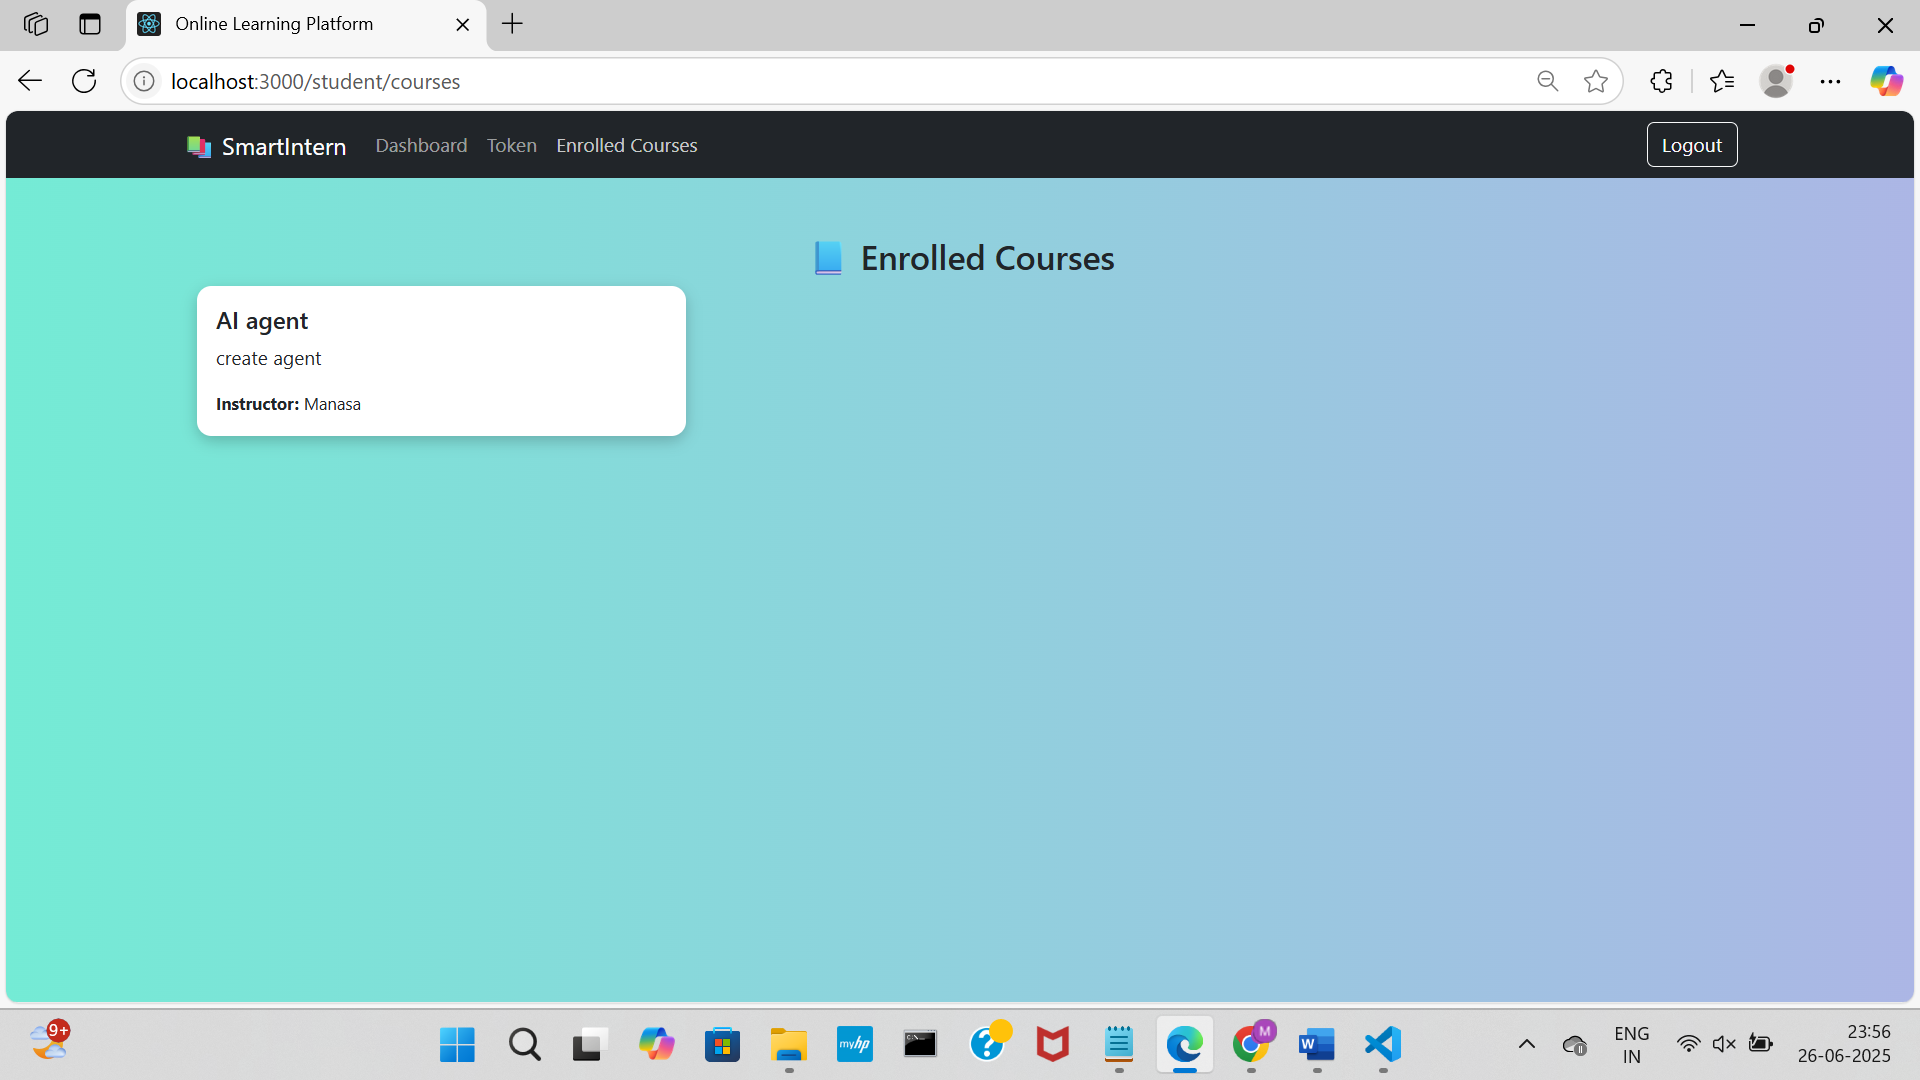 Online Learning Platform
localhost:3000/student/courses
SmartIntern Dashboard Token Enrolled Courses Logout
Enrolled Courses
AI agent
create agent
Instructor: Manasa
9+
myhp
C:\
?
M
W
ENG
IN
23:56
26-06-2025